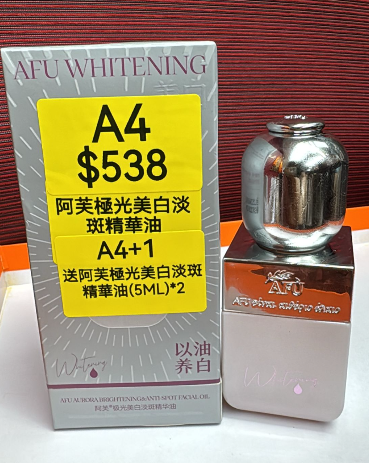 AFU WHITENING
A4
$538
阿芙極光美白淡
斑精華油
A4+1
送阿芙極光美白淡斑
精華油(5ML)*2
Whitening
以油
养白
AFU AURORA BRIGHTENING&ANTI-SPOT FACIAL OIL
阿芙®极光美白淡斑精华油
AFU
Whitening